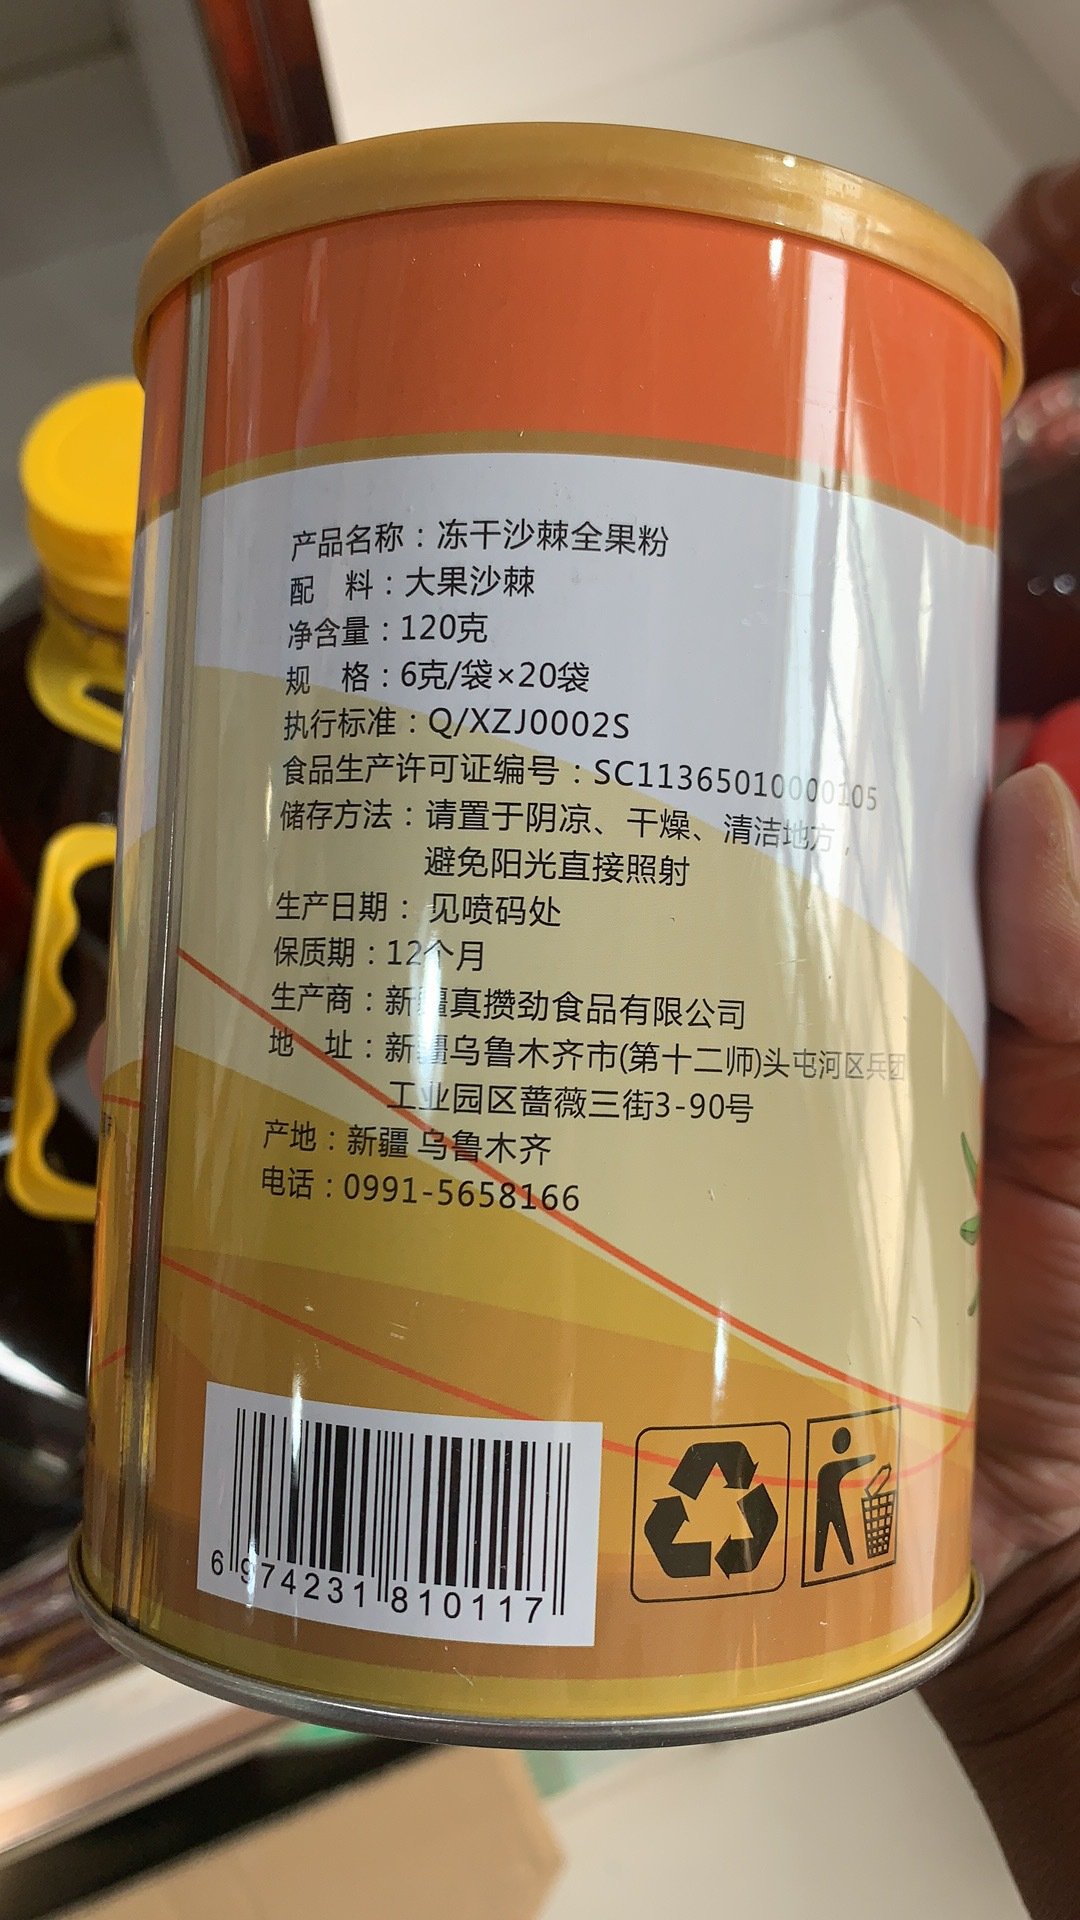 产品名称：冻干沙棘全果粉
配　料：大果沙棘
净含量：120克
规　格：6克/袋×20袋
执行标准：Q/XZJ0002S
食品生产许可证编号：SC11365010000105
储存方法：请置于阴凉、干燥、清洁地方，
避免阳光直接照射
生产日期：见喷码处
保质期：12个月
生产商：新疆真攒劲食品有限公司
地　址：新疆乌鲁木齐市(第十二师)头屯河区兵团
工业园区蔷薇三街3-90号
产地：新疆 乌鲁木齐
电话：0991-5658166
6 974231 810117